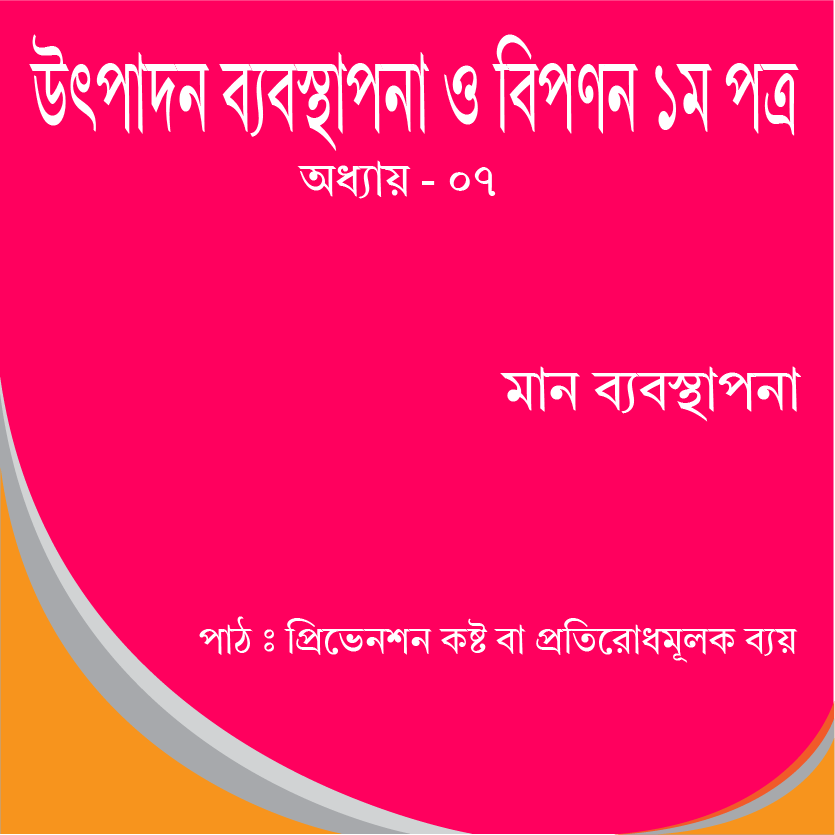 উৎপাদন ব্যবস্থাপনা ও বিপণন ১ম পত্র
অধ্যায় - ০৭
মান ব্যবস্থাপনা
পাঠ ঃ প্রিভেনশন কষ্ট বা প্রতিরোধমূলক ব্যয়